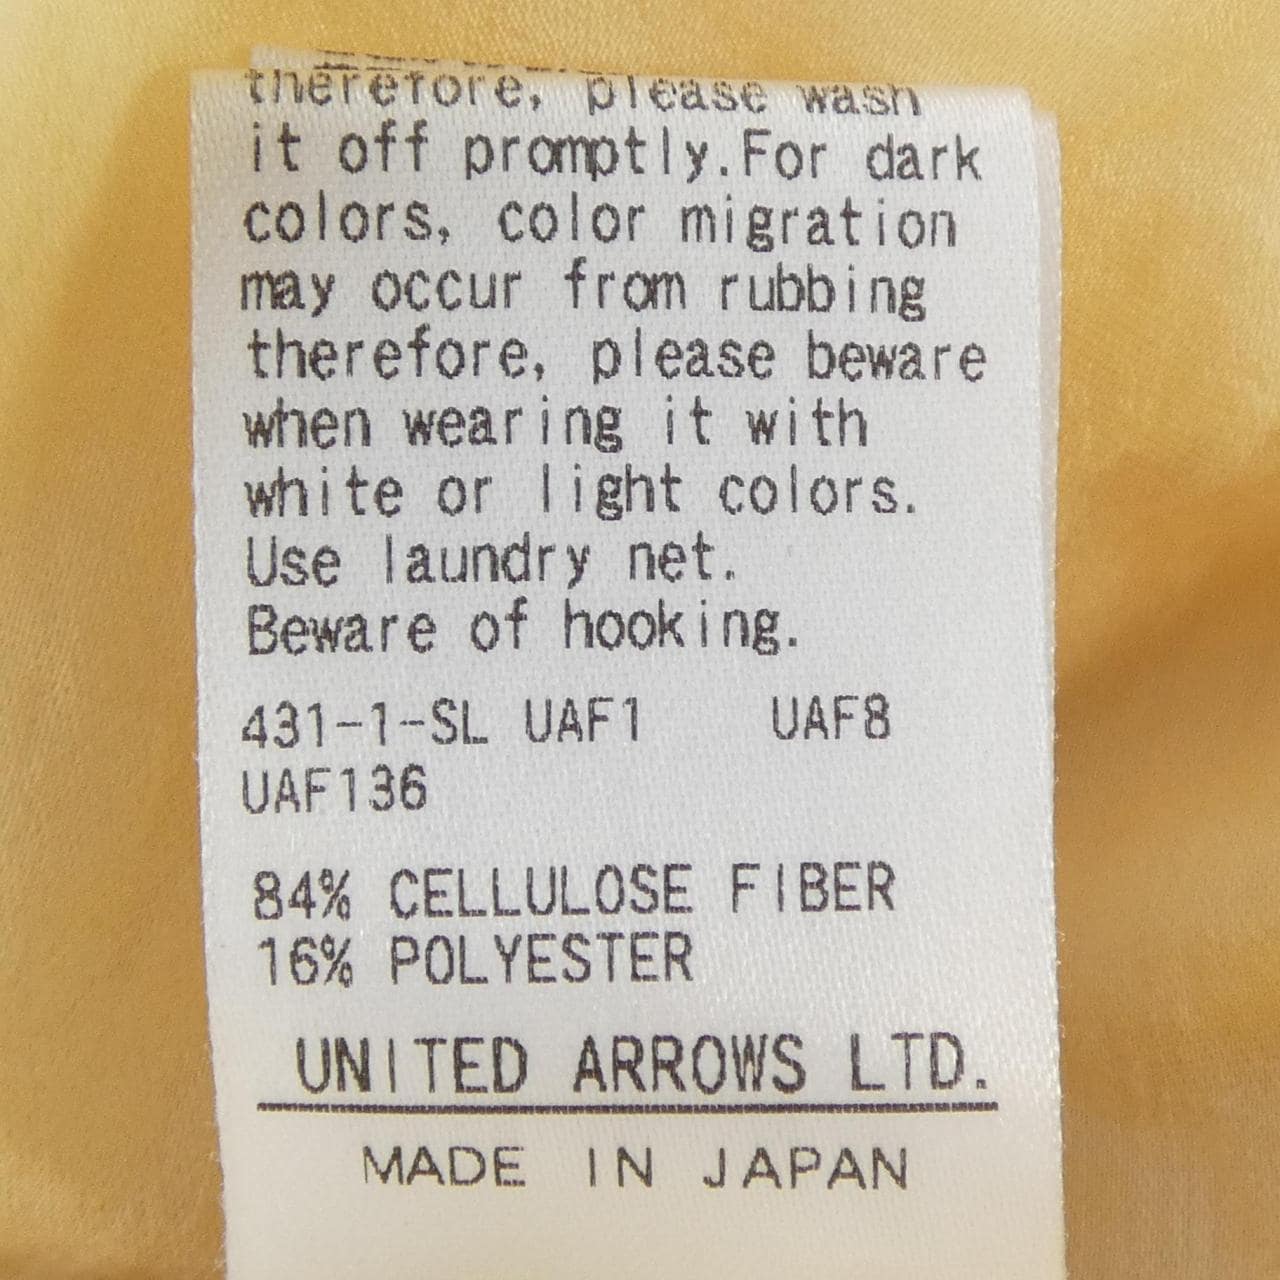 therefore, please wash
it off promptly.For dark
colors, color migration
may occur from rubbing
therefore, please beware
when wearing it with
white or light colors.
Use laundry net.
Beware of hooking.
431-1-SL UAF1 UAF8
UAF136
84% CELLULOSE FIBER
16% POLYESTER
UNITED ARROWS LTD.
MADE IN JAPAN